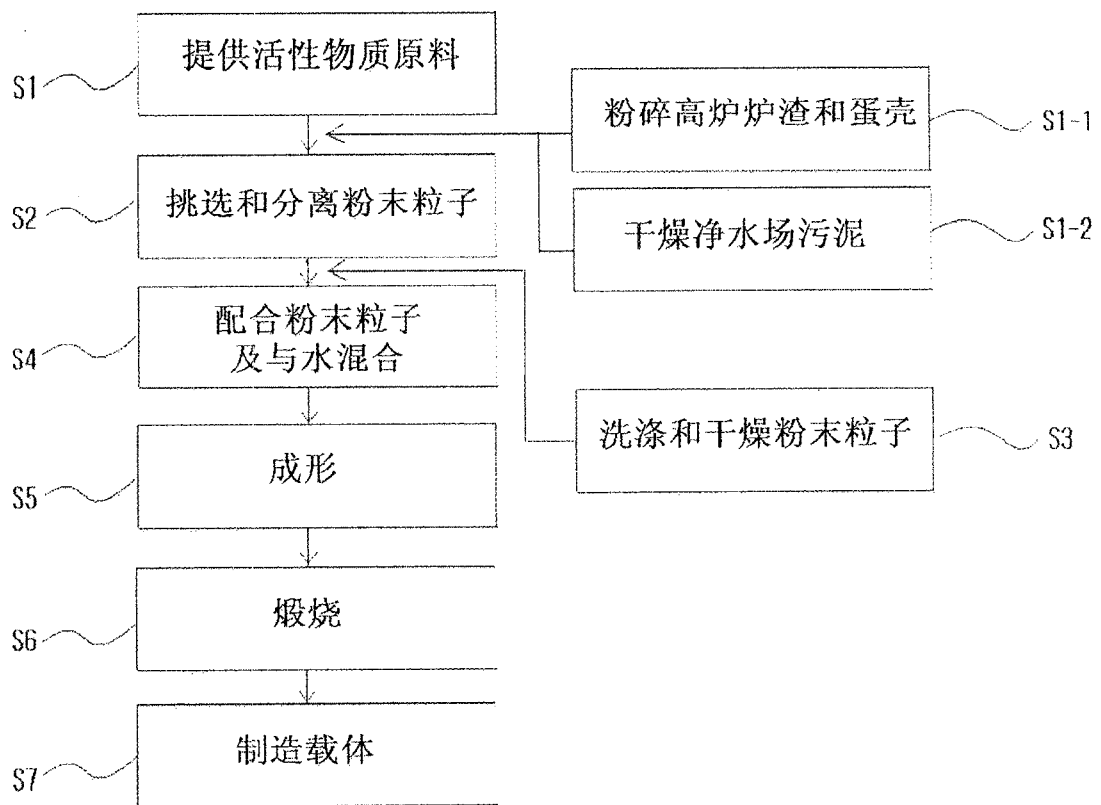 S1
提供活性物质原料
粉碎高炉炉渣和蛋壳
S1-1
S2
挑选和分离粉末粒子
干燥净水场污泥
S1-2
S4
配合粉末粒子
及与水混合
洗涤和干燥粉末粒子
S3
S5
成形
S6
煅烧
S7
制造载体